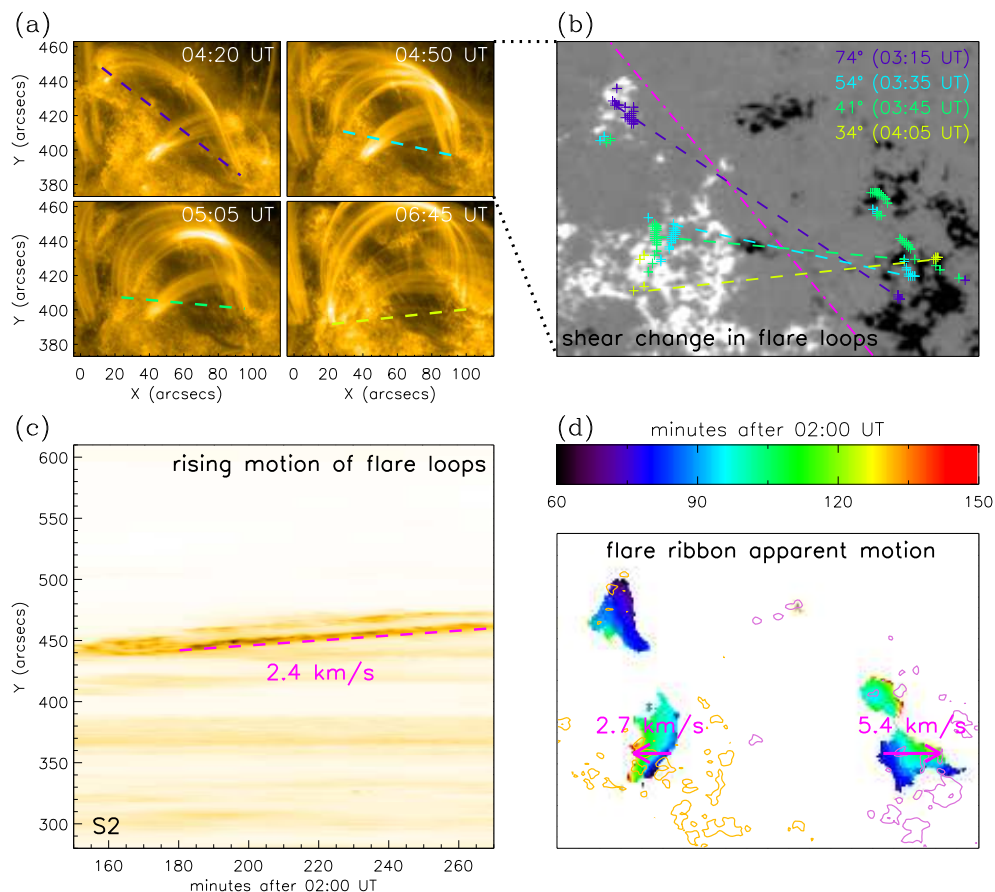 (a)
04:20 UT
04:50 UT
05:05 UT
06:45 UT
460
440
420
400
380
Y (arcsecs)
460
440
420
400
380
Y (arcsecs)
0 20 40 60 80 100
X (arcsecs)
0 20 40 60 80 100
X (arcsecs)
(b)
74° (03:15 UT)
54° (03:35 UT)
41° (03:45 UT)
34° (04:05 UT)
shear change in flare loops
(c)
rising motion of flare loops
600
550
500
450
400
350
300
Y (arcsecs)
2.4 km/s
S2
160 180 200 220 240 260
minutes after 02:00 UT
(d)
minutes after 02:00 UT
60 90 120 150
flare ribbon apparent motion
2.7 km/s
5.4 km/s